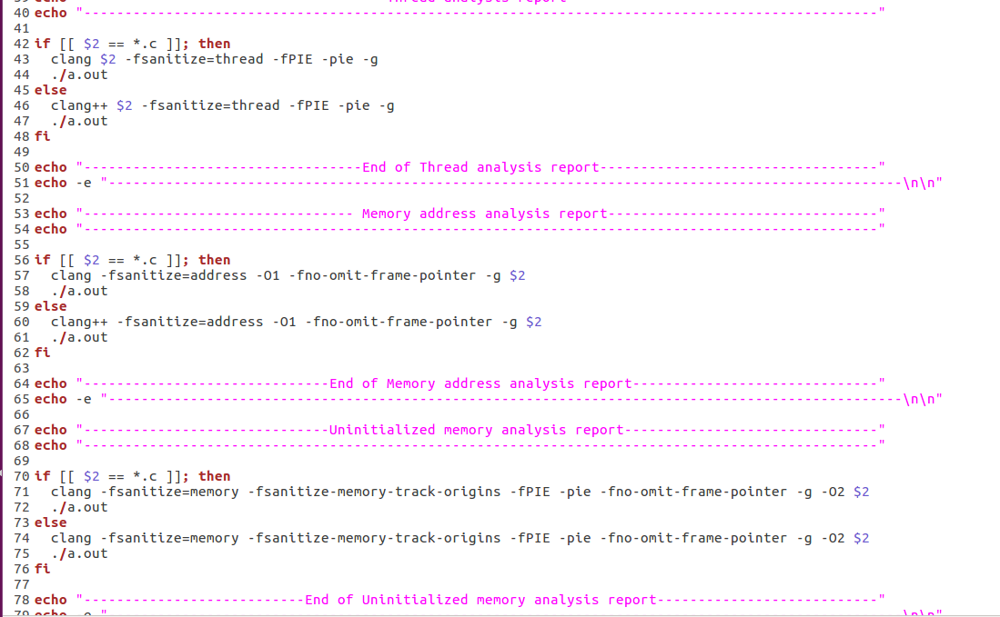 echo "----------------------------------- Thread analysis report------------------------------------
40 echo "-------------------------------------------------------------------------------------------------"
41
42 if [[ $2 == *.c ]]; then
43 clang $2 -fsanitize=thread -fPIE -pie -g
44 ./a.out
45 else
46 clang++ $2 -fsanitize=thread -fPIE -pie -g
47 ./a.out
48 fi
49
50 echo "----------------------------------End of Thread analysis report----------------------------------"
51 echo -e "-------------------------------------------------------------------------------------------------\n\n"
52
53 echo "--------------------------------- Memory address analysis report---------------------------------"
54 echo "-------------------------------------------------------------------------------------------------"
55
56 if [[ $2 == *.c ]]; then
57 clang -fsanitize=address -O1 -fno-omit-frame-pointer -g $2
58 ./a.out
59 else
60 clang++ -fsanitize=address -O1 -fno-omit-frame-pointer -g $2
61 ./a.out
62 fi
63
64 echo "------------------------------End of Memory address analysis report------------------------------"
65 echo -e "-------------------------------------------------------------------------------------------------\n\n"
66
67 echo "------------------------------Uninitialized memory analysis report-------------------------------"
68 echo "-------------------------------------------------------------------------------------------------"
69
70 if [[ $2 == *.c ]]; then
71 clang -fsanitize=memory -fsanitize-memory-track-origins -fPIE -pie -fno-omit-frame-pointer -g -O2 $2
72 ./a.out
73 else
74 clang -fsanitize=memory -fsanitize-memory-track-origins -fPIE -pie -fno-omit-frame-pointer -g -O2 $2
75 ./a.out
76 fi
77
78 echo "---------------------------End of Uninitialized memory analysis report---------------------------"
79 echo -e "-------------------------------------------------------------------------------------------------\n\n"